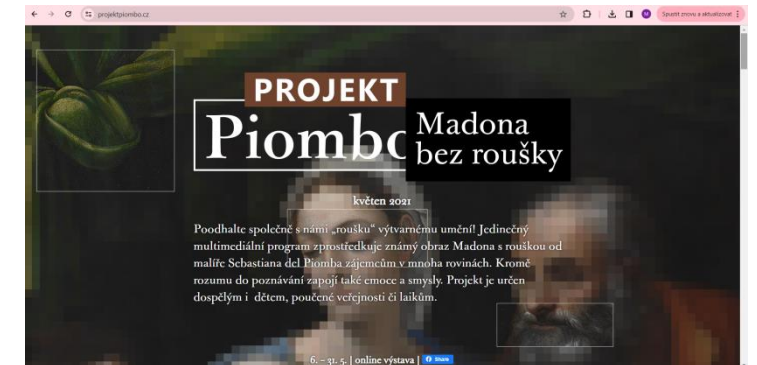 projektpiombo.cz
Spustit znovu a aktualizovat
PROJEKT
Piombo
Madona
bez roušky
květen 2021
Poodhalte společně s námi „roušku“ výtvarnému umění! Jedinečný
multimediální program zprostředkuje známý obraz Madona s rouškou od
malíře Sebastiana del Piomba zájemcům v mnoha rovinách. Kromě
rozumu do poznávání zapojí také emoce a smysly. Projekt je určen
dospělým i dětem, poučené veřejnosti či laikům.
6. – 31. 5. | online výstava | Share